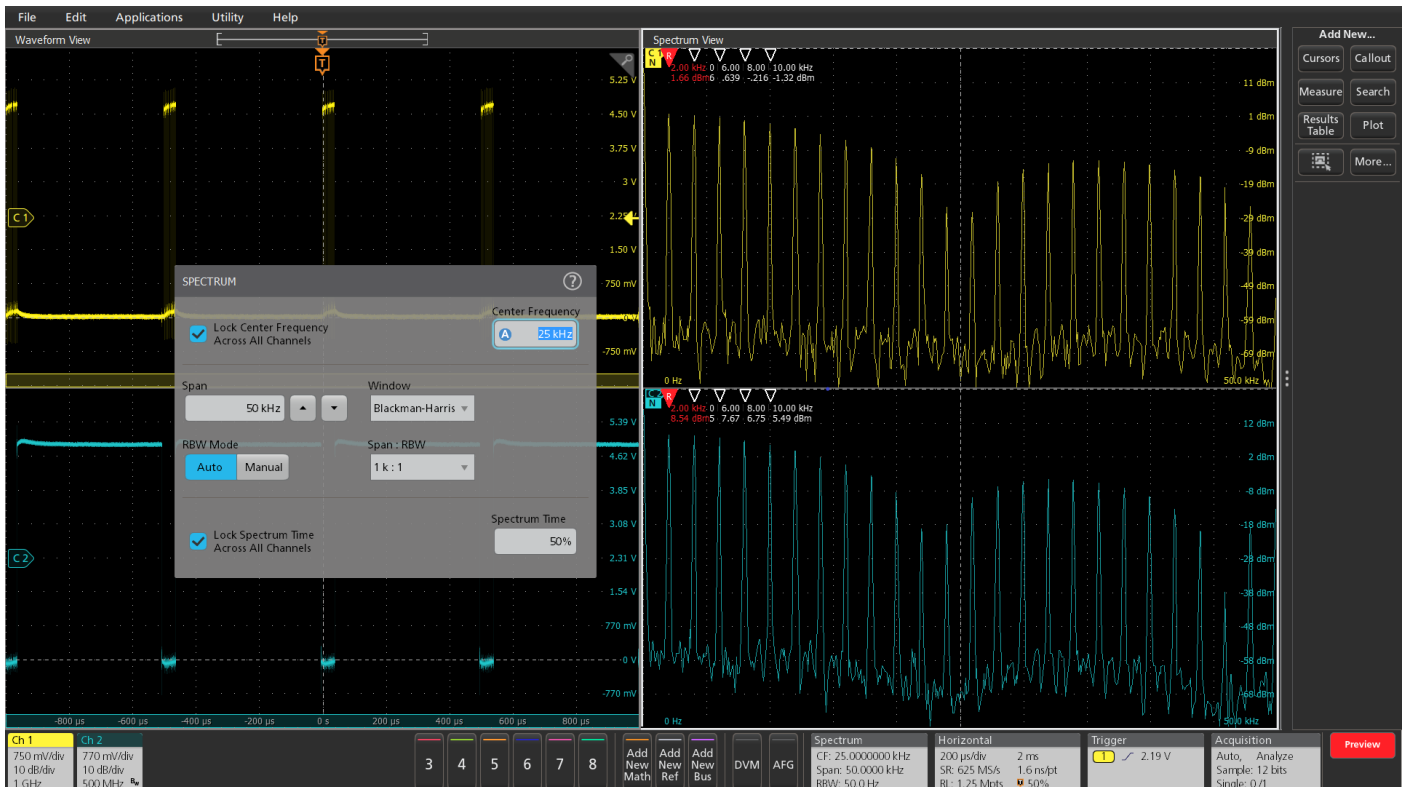 File Edit Applications Utility Help
Waveform View
T
T
5.25 V
4.50 V
3.75 V
3 V
2.25 V
1.50 V
750 mV
0 V
-750 mV
C 1
SPECTRUM
?
Lock Center Frequency
Across All Channels
Center Frequency
A 25 kHz
Span
50 kHz
Window
Blackman-Harris
RBW Mode
Auto Manual
Span : RBW
1 k : 1
Lock Spectrum Time
Across All Channels
Spectrum Time
50%
5.39 V
4.62 V
3.85 V
3.08 V
2.31 V
1.54 V
770 mV
0 V
-770 mV
C 2
-800 µs -600 µs -400 µs -200 µs 0 s 200 µs 400 µs 600 µs 800 µs
Spectrum View
C 1
N
R
2.00 kHz 0 6.00 8.00 10.00 kHz
1.66 dBm 6 .639 -.216 -1.32 dBm
11 dBm
1 dBm
-9 dBm
-19 dBm
-29 dBm
-39 dBm
-49 dBm
-59 dBm
-69 dBm
0 Hz 50.0 kHz
C 2
N
R
2.00 kHz 0 6.00 8.00 10.00 kHz
8.54 dBm 5 7.67 6.75 5.49 dBm
12 dBm
2 dBm
-8 dBm
-18 dBm
-28 dBm
-38 dBm
-48 dBm
-58 dBm
-68 dBm
0 Hz 50.0 kHz
Add New...
Cursors Callout
Measure Search
Results
Table
Plot
More...
Ch 1
750 mV/div
10 dB/div
1 GHz
Ch 2
770 mV/div
10 dB/div
500 MHz Bw
3 4 5 6 7 8
Add
New
Math
Add
New
Ref
Add
New
Bus
DVM AFG
Spectrum
CF: 25.0000000 kHz
Span: 50.0000 kHz
RBW: 50.0 Hz
Horizontal
200 µs/div 2 ms
SR: 625 MS/s 1.6 ns/pt
RL: 1.25 Mpts 50%
Trigger
1 2.19 V
Acquisition
Auto, Analyze
Sample: 12 bits
Single: 0 /1
Preview